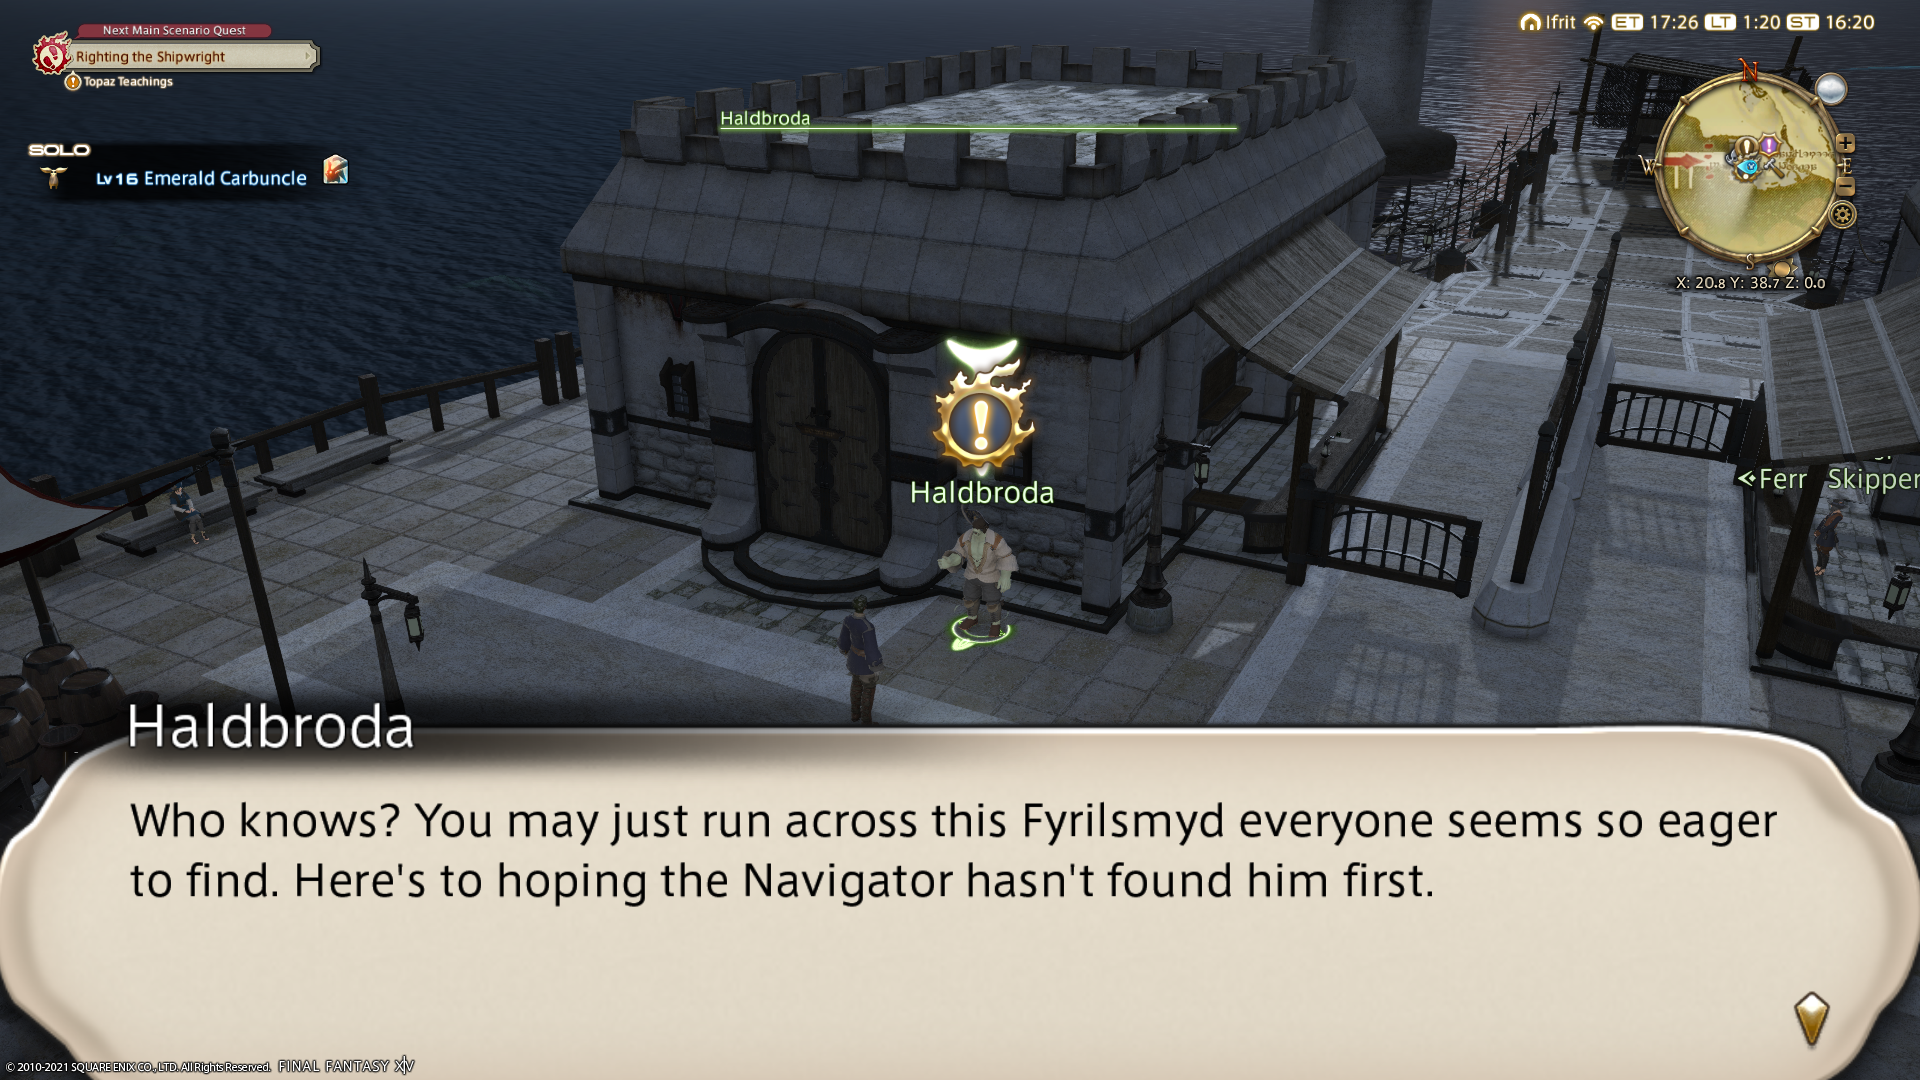 Next Main Scenario Quest
Righting the Shipwright
Topaz Teachings
Ifrit ET 17:26 LT 1:20 ST 16:20
SOLO
Lv16 Emerald Carbuncle
Haldbroda
N
W
E
S
X: 20.8 Y: 38.7 Z: 0.0
Haldbroda
Ferr Skipper
Haldbroda
Who knows? You may just run across this Fyrilsmyd everyone seems so eager
to find. Here's to hoping the Navigator hasn't found him first.
© 2010-2021 SQUARE ENIX CO., LTD. All Rights Reserved. FINAL FANTASY XIV